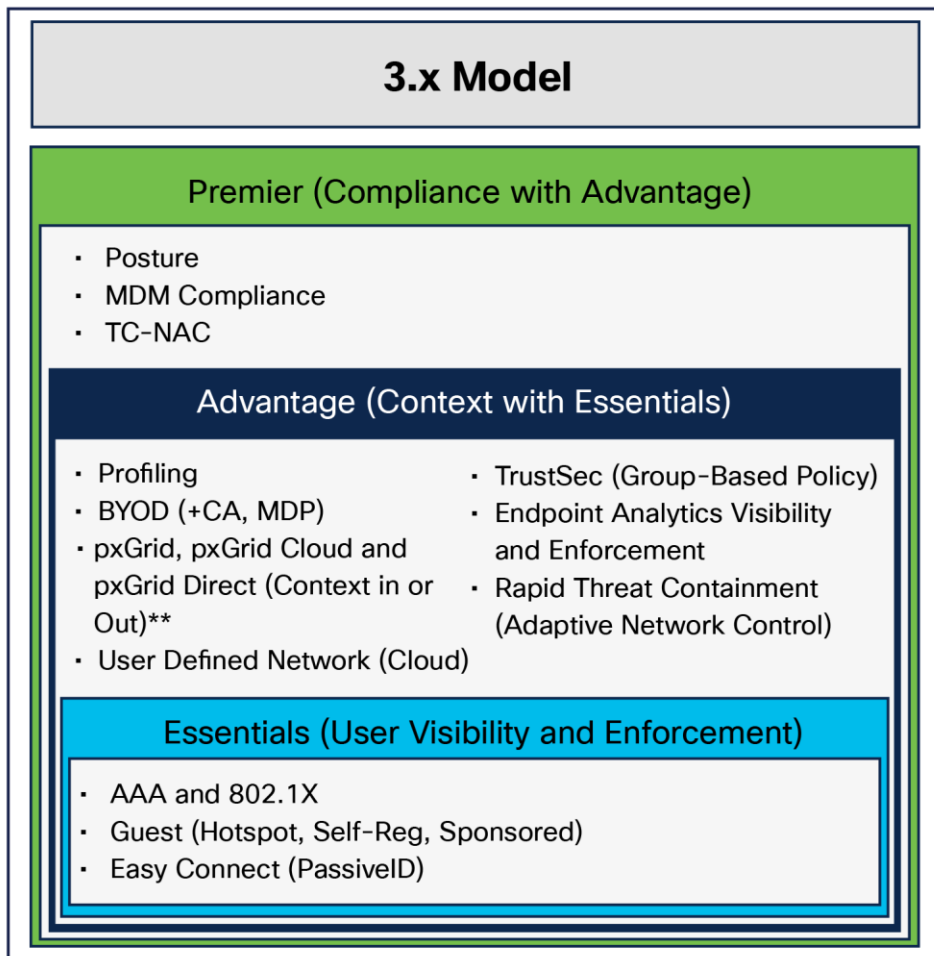 3.x Model
Premier (Compliance with Advantage)
· Posture
· MDM Compliance
· TC-NAC
Advantage (Context with Essentials)
· Profiling
· BYOD (+CA, MDP)
· pxGrid, pxGrid Cloud and
pxGrid Direct (Context in or
Out)**
· User Defined Network (Cloud)
· TrustSec (Group-Based Policy)
· Endpoint Analytics Visibility
and Enforcement
· Rapid Threat Containment
(Adaptive Network Control)
Essentials (User Visibility and Enforcement)
· AAA and 802.1X
· Guest (Hotspot, Self-Reg, Sponsored)
· Easy Connect (PassiveID)